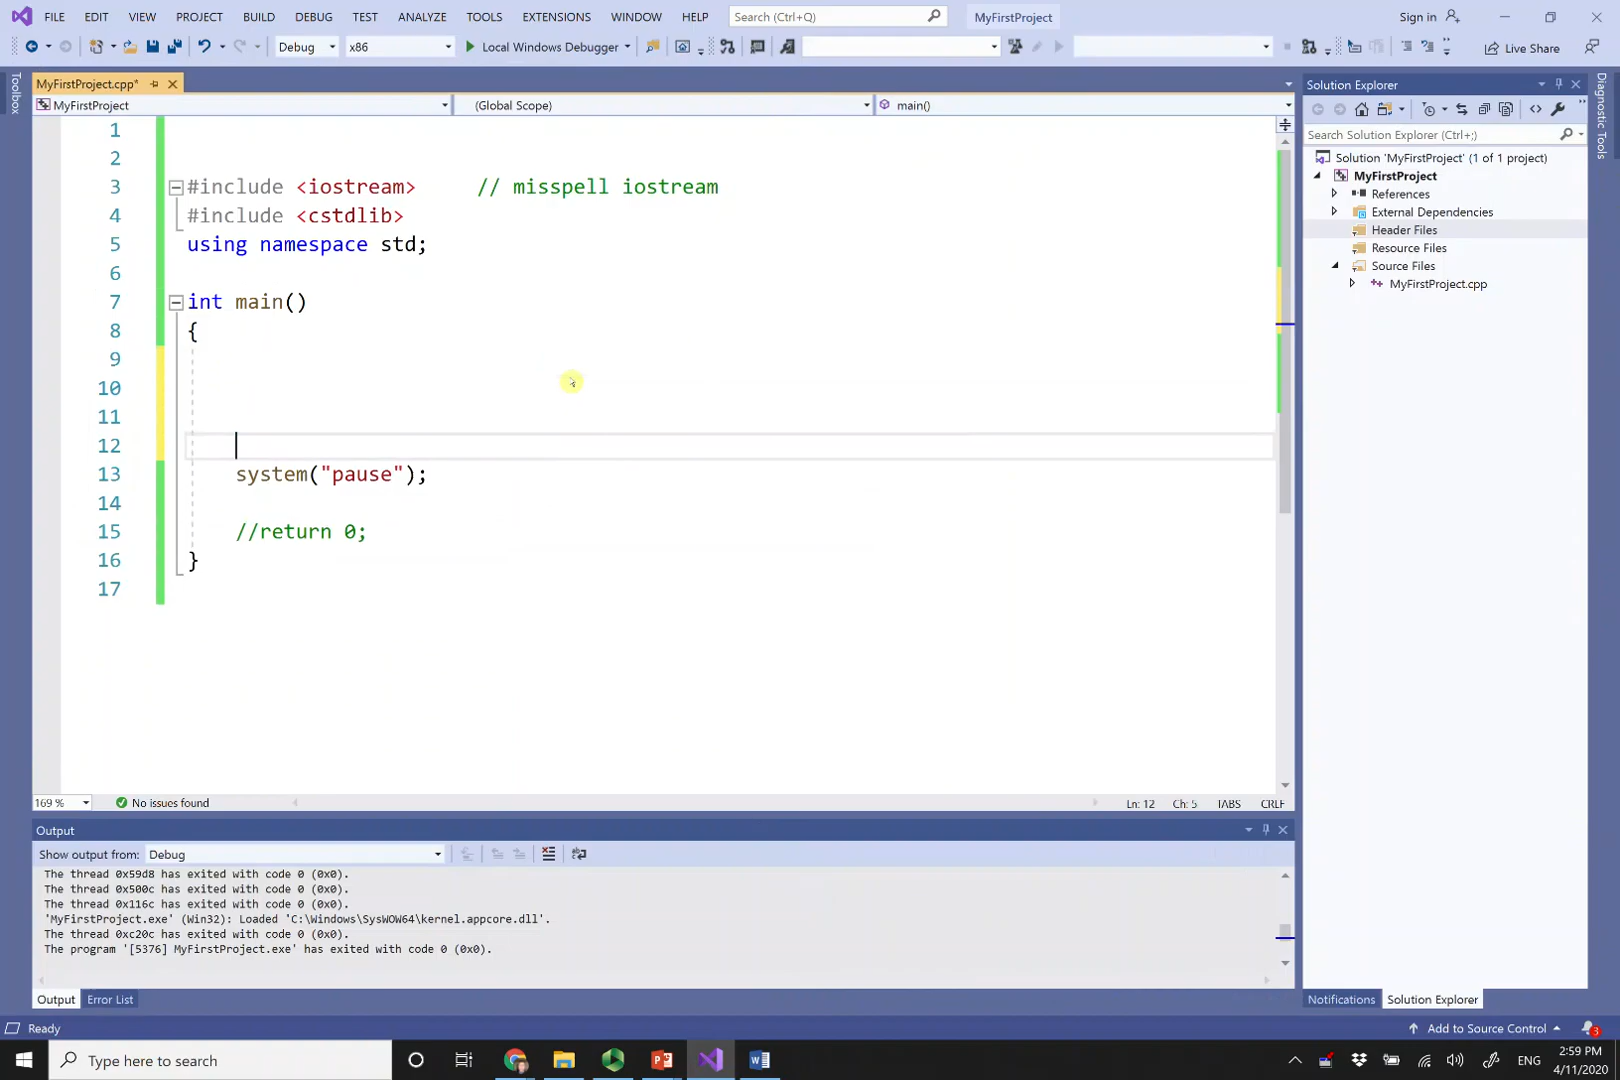 FILE EDIT VIEW PROJECT BUILD DEBUG TEST ANALYZE TOOLS EXTENSIONS WINDOW HELP Search (Ctrl+Q) MyFirstProject Sign in
Debug x86 Local Windows Debugger Live Share
Toolbox
MyFirstProject.cpp*
MyFirstProject (Global Scope) main()
1
2
3 #include <iostream> // misspell iostream
4 #include <cstdlib>
5 using namespace std;
6
7 int main()
8 {
9
10
11
12
13 system("pause");
14
15 //return 0;
16 }
17
169 % No issues found Ln: 12 Ch: 5 TABS CRLF
Output
Show output from: Debug
The thread 0x59d8 has exited with code 0 (0x0).
The thread 0x500c has exited with code 0 (0x0).
The thread 0x116c has exited with code 0 (0x0).
'MyFirstProject.exe' (Win32): Loaded 'C:\Windows\SysWOW64\kernel.appcore.dll'.
The thread 0xc20c has exited with code 0 (0x0).
The program '[5376] MyFirstProject.exe' has exited with code 0 (0x0).
Output Error List
Solution Explorer
Search Solution Explorer (Ctrl+;)
Solution 'MyFirstProject' (1 of 1 project)
MyFirstProject
References
External Dependencies
Header Files
Resource Files
Source Files
MyFirstProject.cpp
Notifications Solution Explorer
Diagnostic Tools
Ready Add to Source Control 3
Type here to search ENG 2:59 PM
4/11/2020